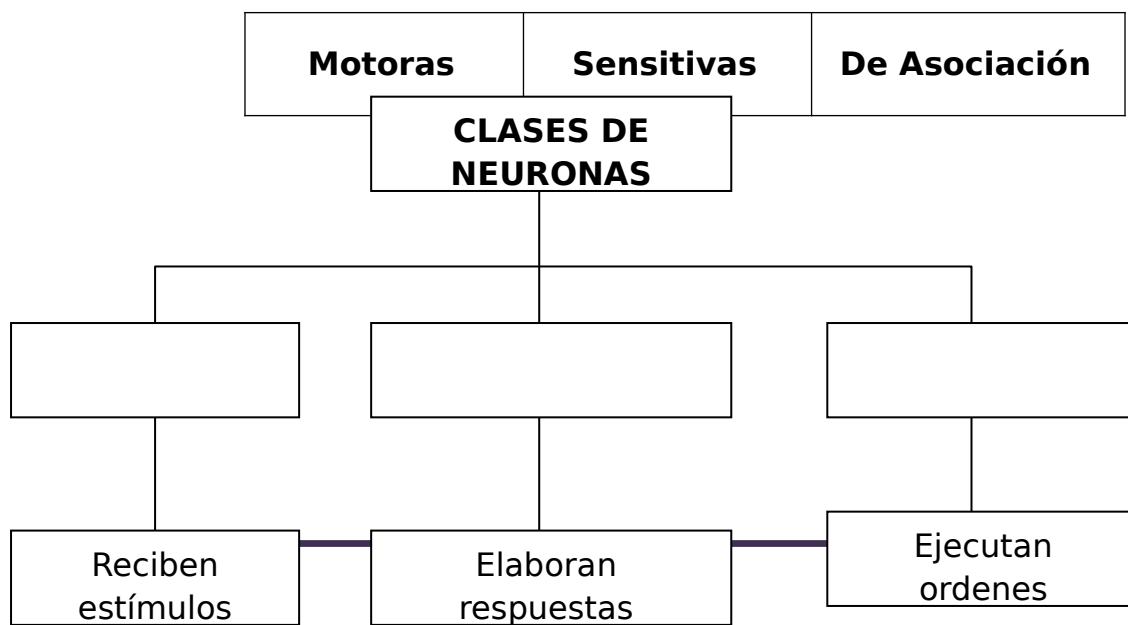 Motoras Sensitivas De Asociación
CLASES DE
NEURONAS
Reciben
estímulos
Elaboran
respuestas
Ejecutan
ordenes